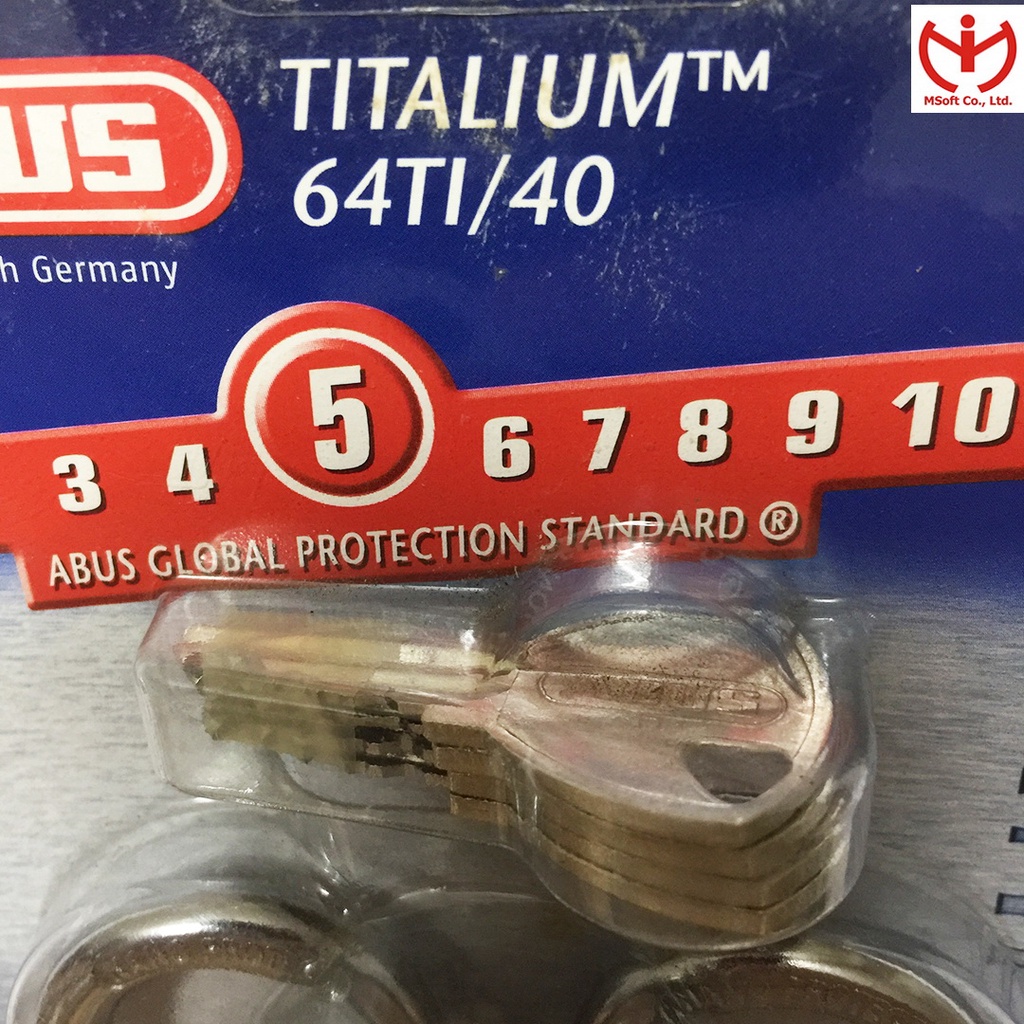 MSoft Co., Ltd.
TITALIUM™
64TI/40
US
h Germany
3 4 5 6 7 8 9 10
ABUS GLOBAL PROTECTION STANDARD ®